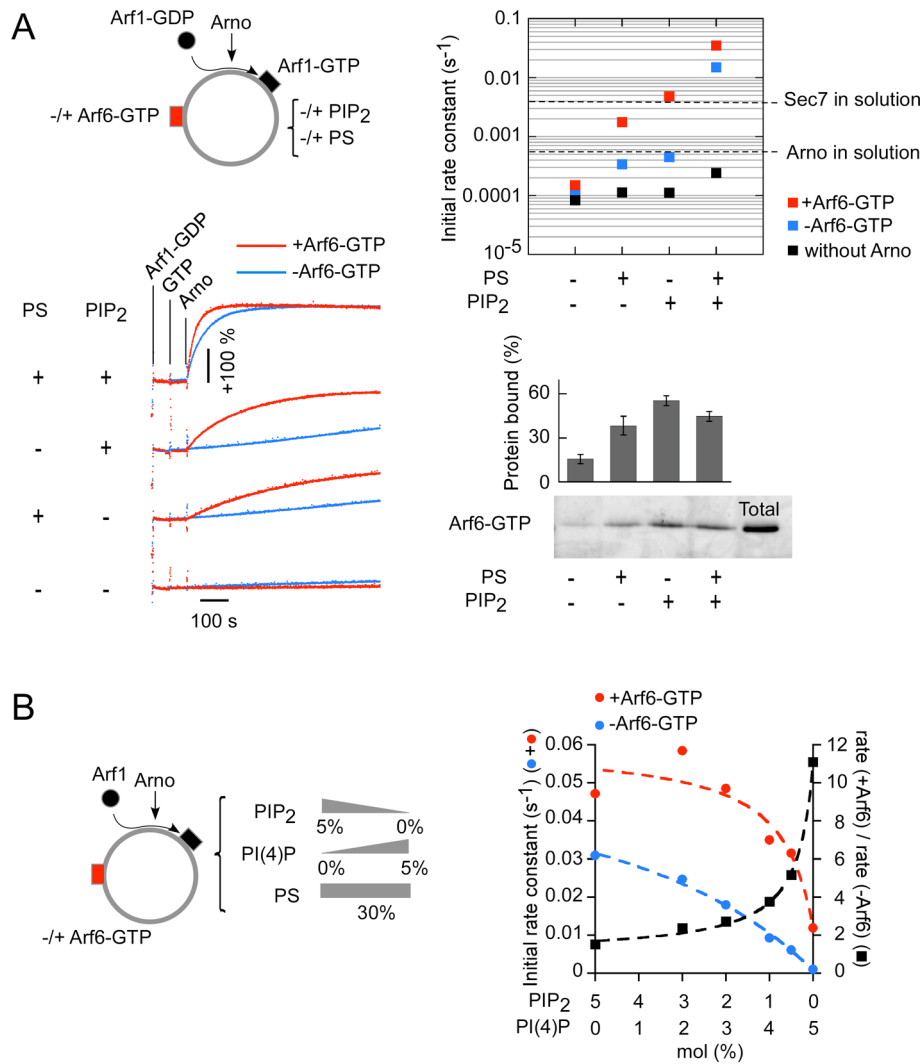 A
Arf1-GDP
Arno
Arf1-GTP
-/+ Arf6-GTP
-/+ PIP2
-/+ PS
Initial rate constant (s-1)
0.1
0.01
0.001
0.0001
10-5
Sec7 in solution
Arno in solution
+Arf6-GTP
-Arf6-GTP
without Arno
PS - + - +
PIP2 - - + +
Arf1-GDP
GTP
Arno
+Arf6-GTP
-Arf6-GTP
PS PIP2
+100 %
+ +
- +
+ -
- -
100 s
Protein bound (%)
60
30
0
Arf6-GTP
Total
PS - + - +
PIP2 - - + +
B
Arf1
Arno
-/+ Arf6-GTP
PIP2
5% 0%
PI(4)P
0% 5%
PS
30%
+Arf6-GTP
-Arf6-GTP
Initial rate constant (s-1) (+)
0.06
0.05
0.04
0.03
0.02
0.01
0
12
10
8
6
4
2
0
rate (+Arf6) / rate (-Arf6) ( )
PIP2 5 4 3 2 1 0
PI(4)P 0 1 2 3 4 5
mol (%)